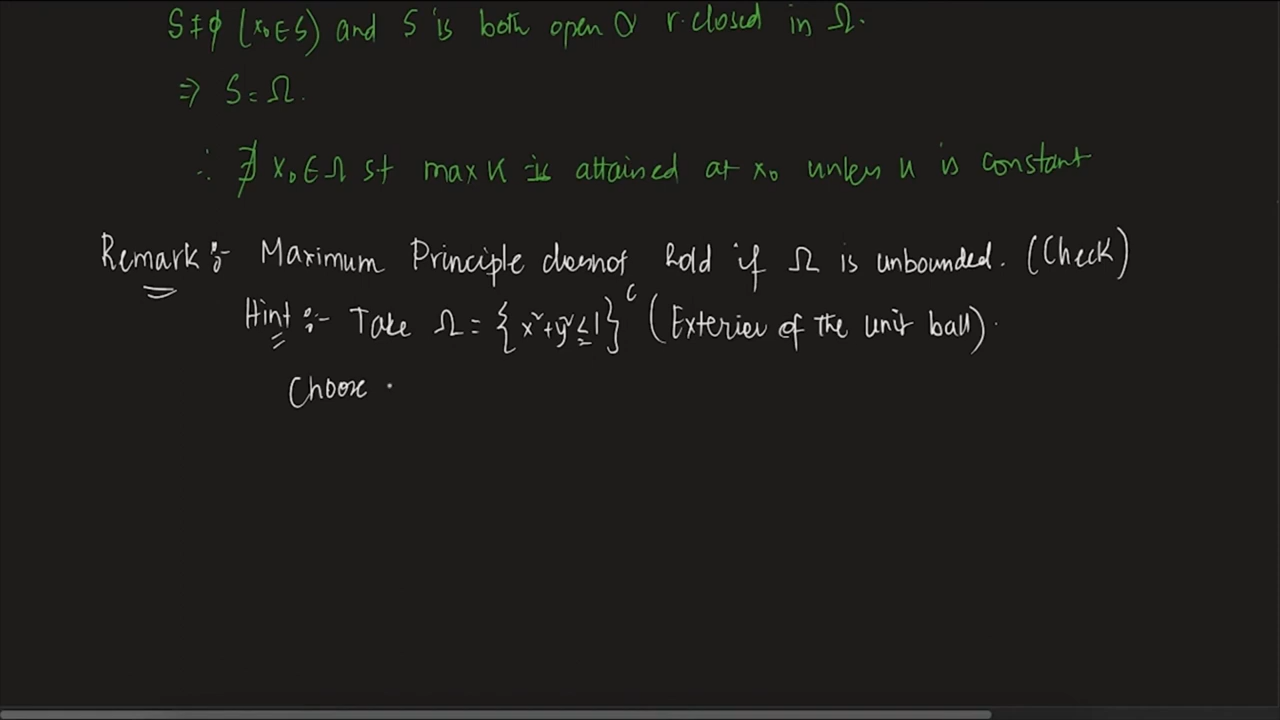 S ≠ φ (x₀ ∈ S) and S is both open & r.closed in Ω.
⇒ S = Ω.
∴ ∄ x₀ ∈ Ω st max u is attained at x₀ unless u is constant
Remark :- Maximum Principle doesnot hold if Ω is unbounded. (Check)
Hint :- Take Ω = {x²+y² ≤ 1}ᶜ (Exterior of the unit ball).
Choose